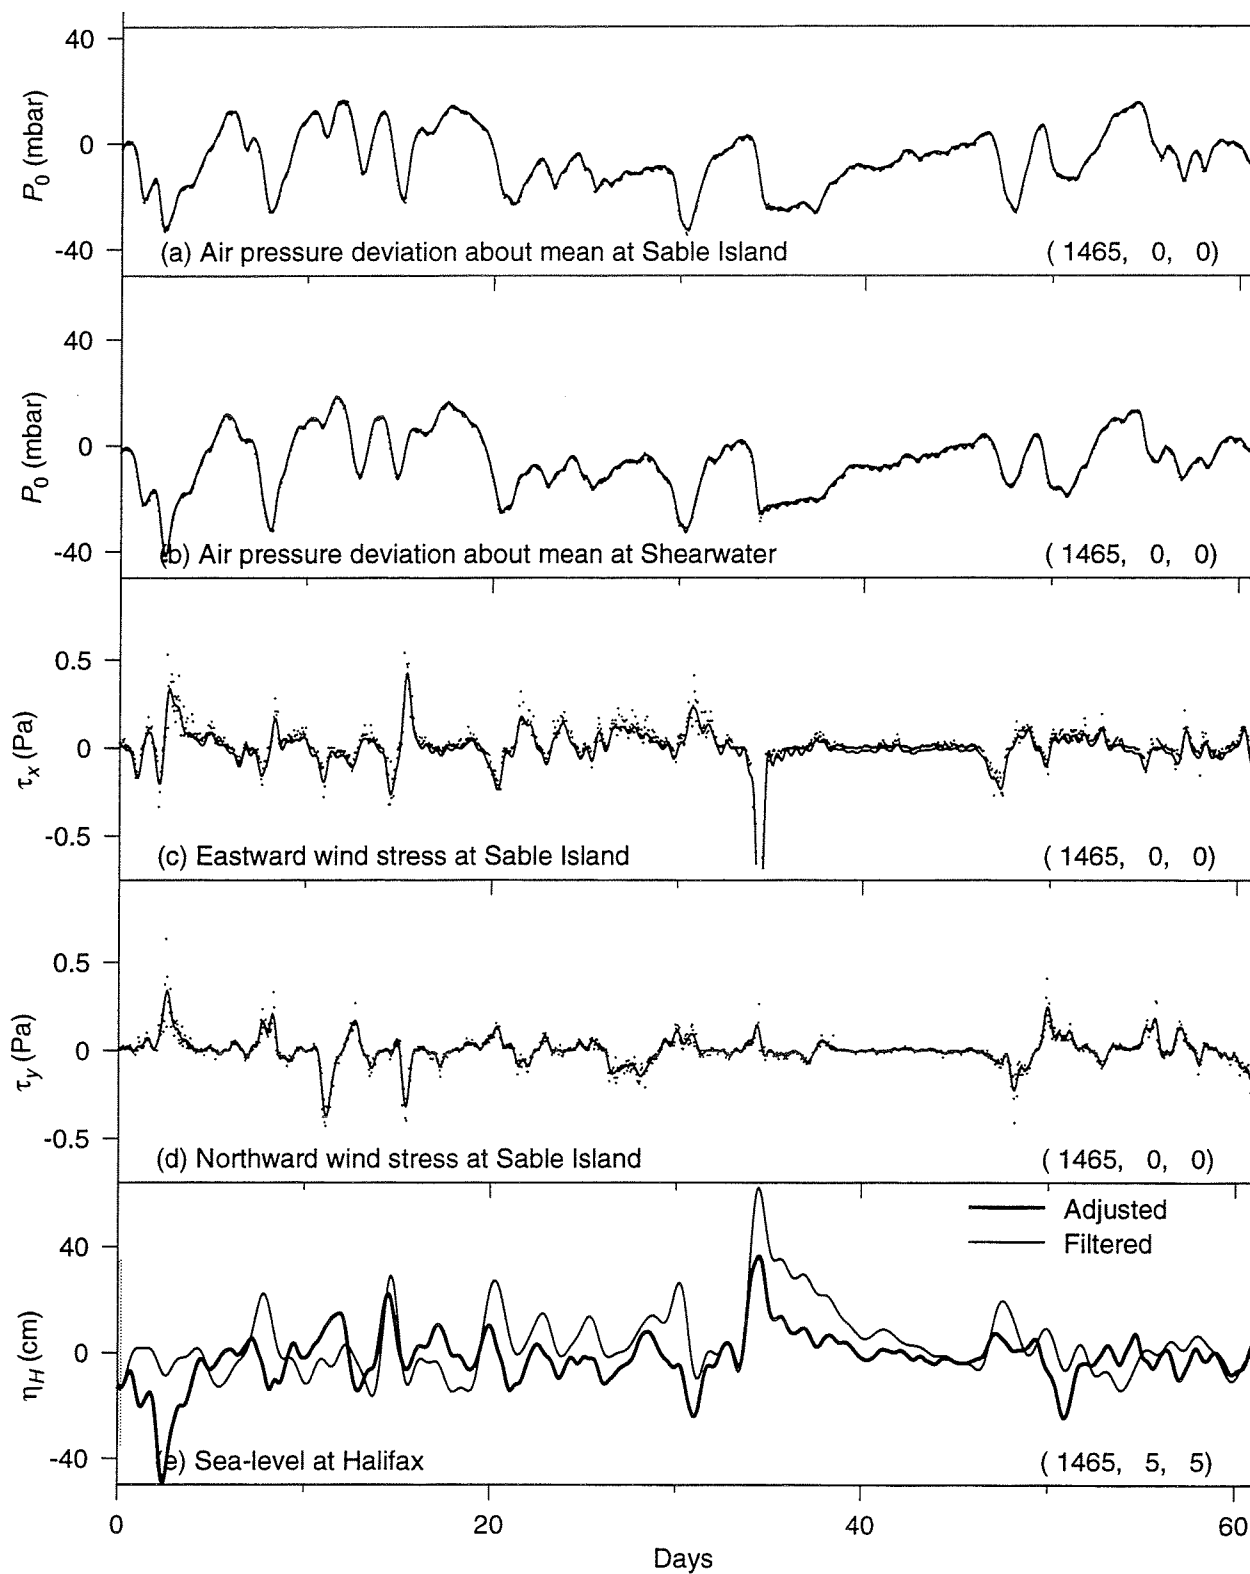 40
0
-40
P0 (mbar)
(a) Air pressure deviation about mean at Sable Island
( 1465, 0, 0)
40
0
-40
P0 (mbar)
(b) Air pressure deviation about mean at Shearwater
( 1465, 0, 0)
0.5
0
-0.5
τx (Pa)
(c) Eastward wind stress at Sable Island
( 1465, 0, 0)
0.5
0
-0.5
τy (Pa)
(d) Northward wind stress at Sable Island
( 1465, 0, 0)
Adjusted
Filtered
40
0
-40
ηH (cm)
(e) Sea-level at Halifax
( 1465, 5, 5)
0 20 40 60
Days